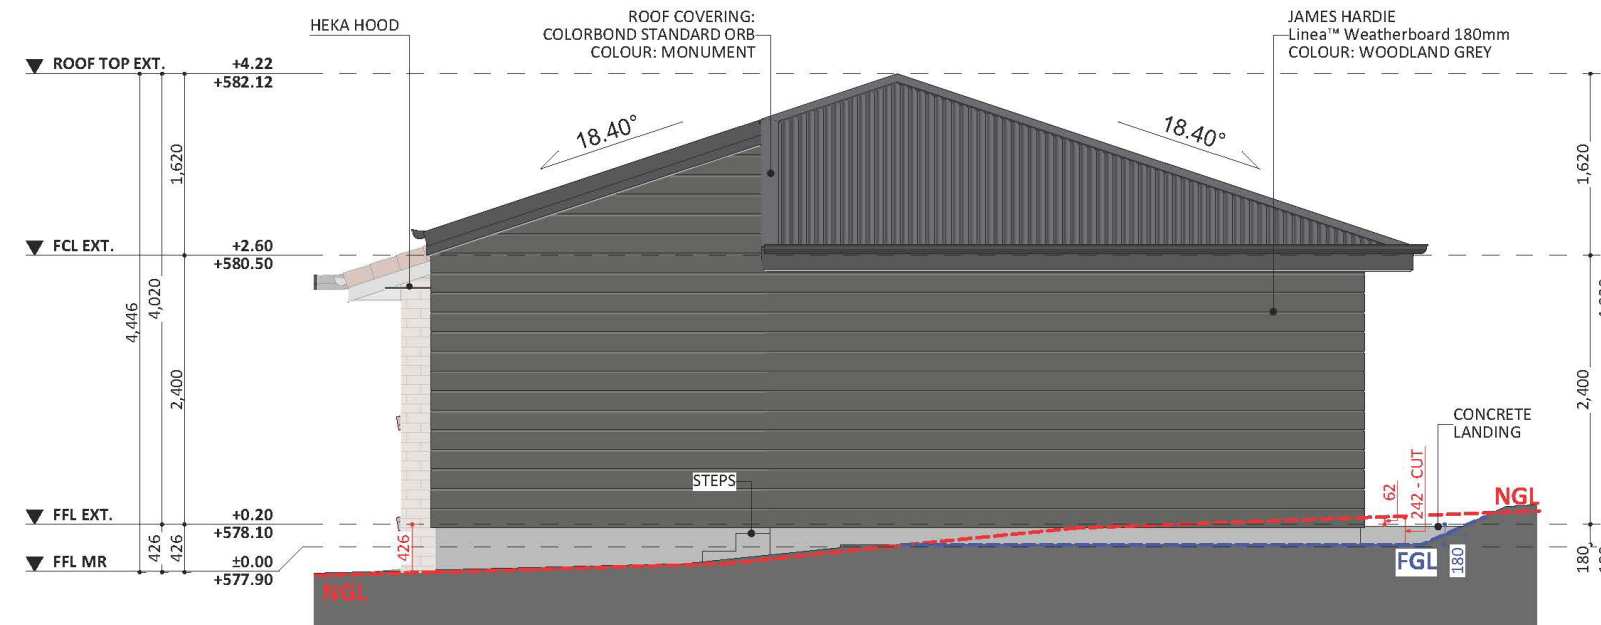 HEKA HOOD
ROOF COVERING:
COLORBOND STANDARD ORB
COLOUR: MONUMENT
JAMES HARDIE
Linea™ Weatherboard 180mm
COLOUR: WOODLAND GREY
ROOF TOP EXT.
+4.22
+582.12
18.40°
18.40°
1,620
1,620
FCL EXT.
+2.60
+580.50
4,446
4,020
2,400
2,400
CONCRETE
LANDING
STEPS
62
242 - CUT
NGL
FFL EXT.
+0.20
+578.10
426
426
426
FFL MR
±0.00
+577.90
FGL
180
180
NGL